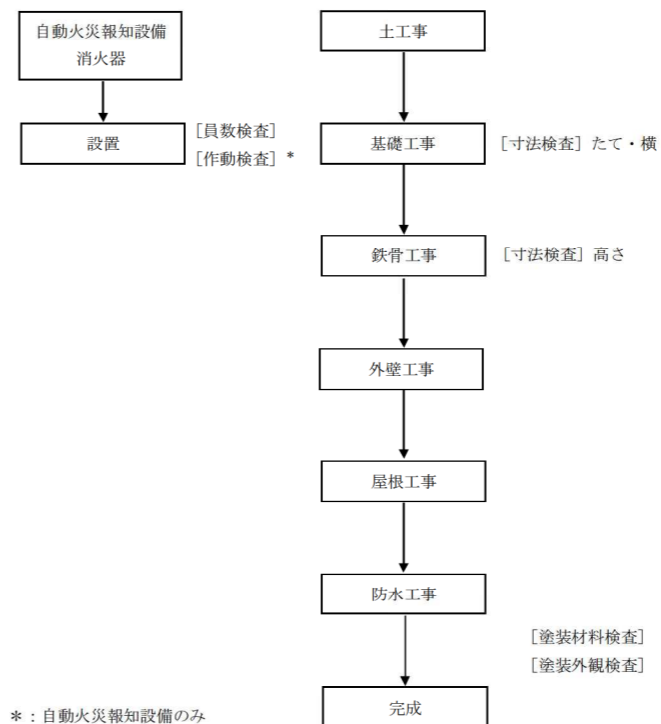 自動火災報知設備
消火器
設置
［員数検査］
［作動検査］*
土工事
基礎工事
［寸法検査］たて・横
鉄骨工事
［寸法検査］高さ
外壁工事
屋根工事
防水工事
［塗装材料検査］
［塗装外観検査］
完成
＊：自動火災報知設備のみ